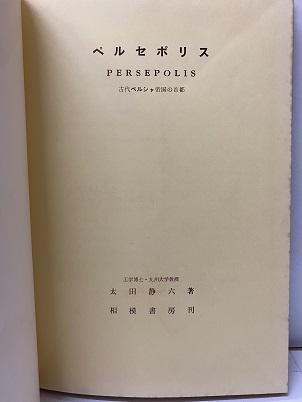 ペルセポリス
PERSEPOLIS
古代ペルシャ帝国の首都
工学博士・九州大学教授
太田静六著
相模書房刊